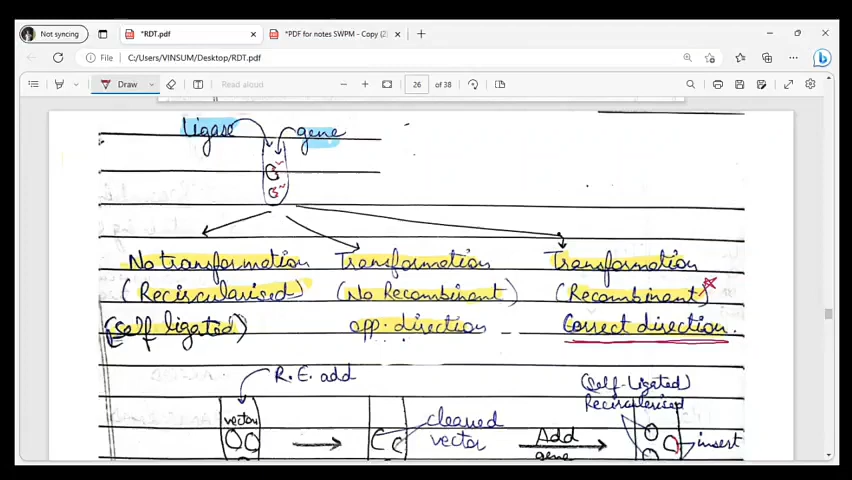 Not syncing
*RDT.pdf
*PDF for notes SWPM - Copy (2
File
C:/Users/VINSUM/Desktop/RDT.pdf
Draw
Read aloud
26
of 38
ligase gene
No transformation Transformation Transformation
(Recircularised) (No Recombinant) (Recombinant)
(self ligated) opp. direction Correct direction.
R.E. add
(Self-Ligated)
Recircularised
vector
cleaved
vector
Add
gene
insert